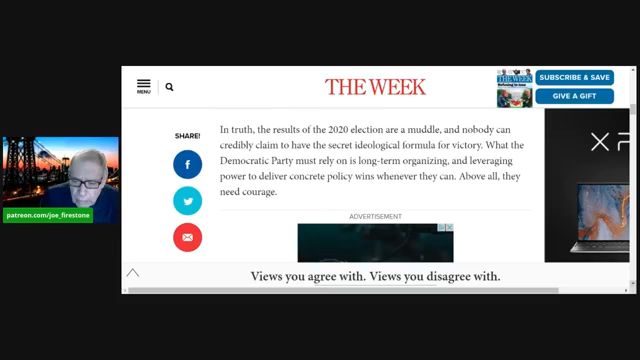 THE WEEK
MENU
SUBSCRIBE & SAVE
GIVE A GIFT
SHARE!
In truth, the results of the 2020 election are a muddle, and nobody can
credibly claim to have the secret ideological formula for victory. What the
Democratic Party must rely on is long-term organizing, and leveraging
power to deliver concrete policy wins whenever they can. Above all, they
need courage.
patreon.com/joe_firestone
ADVERTISEMENT
Views you agree with. Views you disagree with.